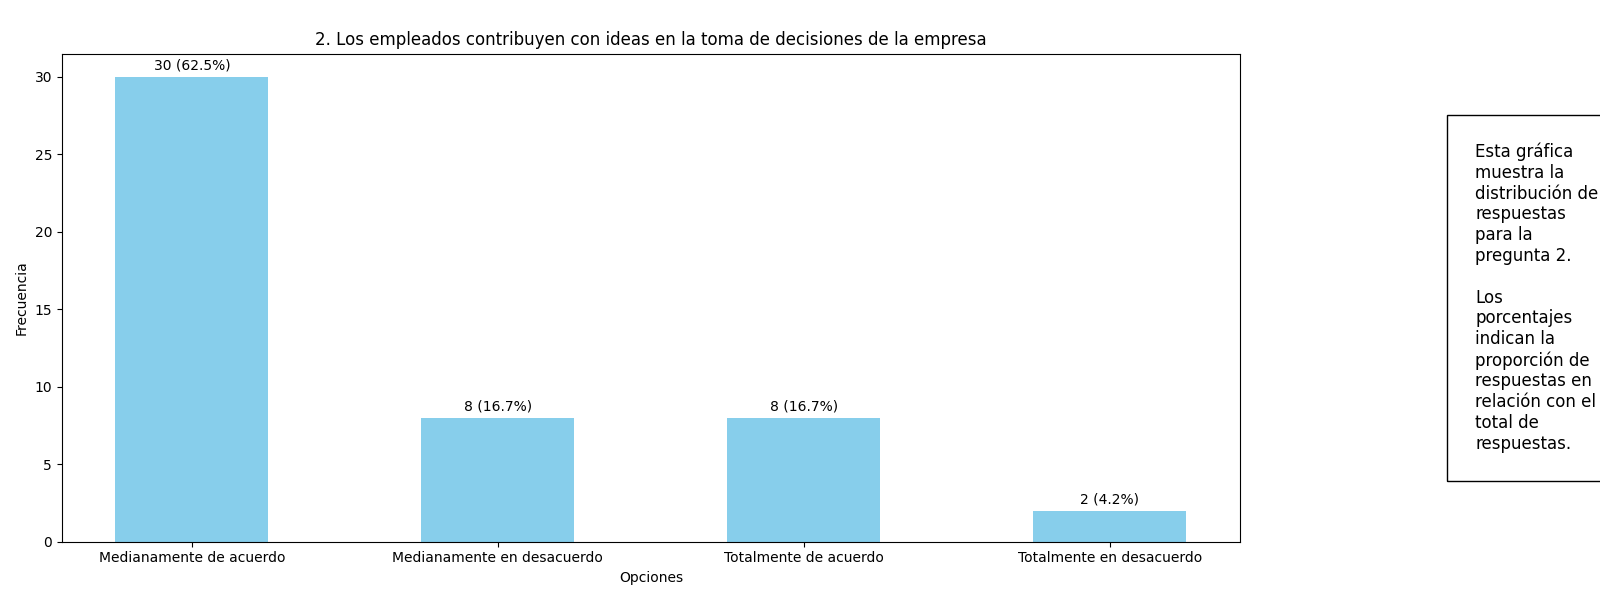 2. Los empleados contribuyen con ideas en la toma de decisiones de la empresa
Frecuencia
30
25
20
15
10
5
0
30 (62.5%)
8 (16.7%)
8 (16.7%)
2 (4.2%)
Medianamente de acuerdo
Medianamente en desacuerdo
Totalmente de acuerdo
Totalmente en desacuerdo
Opciones
Esta gráfica
muestra la
distribución de
respuestas
para la
pregunta 2.
Los
porcentajes
indican la
proporción de
respuestas en
relación con el
total de
respuestas.